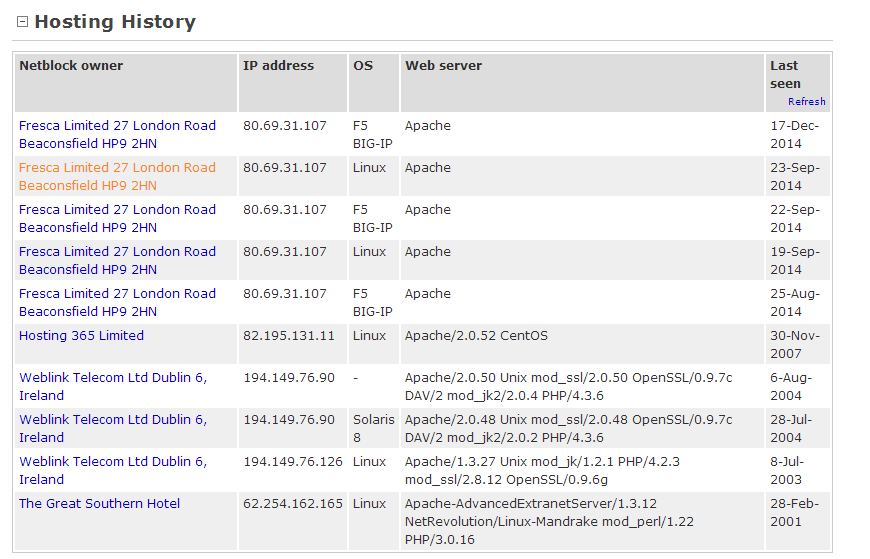 Hosting History
Netblock owner IP address OS Web server Last
seen
Refresh
Fresca Limited 27 London Road 80.69.31.107 F5 Apache 17-Dec-
Beaconsfield HP9 2HN BIG-IP 2014
Fresca Limited 27 London Road 80.69.31.107 Linux Apache 23-Sep-
Beaconsfield HP9 2HN 2014
Fresca Limited 27 London Road 80.69.31.107 F5 Apache 22-Sep-
Beaconsfield HP9 2HN BIG-IP 2014
Fresca Limited 27 London Road 80.69.31.107 Linux Apache 19-Sep-
Beaconsfield HP9 2HN 2014
Fresca Limited 27 London Road 80.69.31.107 F5 Apache 25-Aug-
Beaconsfield HP9 2HN BIG-IP 2014
Hosting 365 Limited 82.195.131.11 Linux Apache/2.0.52 CentOS 30-Nov-
2007
Weblink Telecom Ltd Dublin 6, 194.149.76.90 - Apache/2.0.50 Unix mod_ssl/2.0.50 OpenSSL/0.9.7c 6-Aug-
Ireland DAV/2 mod_jk2/2.0.4 PHP/4.3.6 2004
Weblink Telecom Ltd Dublin 6, 194.149.76.90 Solaris Apache/2.0.48 Unix mod_ssl/2.0.48 OpenSSL/0.9.7c 28-Jul-
Ireland 8 DAV/2 mod_jk2/2.0.2 PHP/4.3.6 2004
Weblink Telecom Ltd Dublin 6, 194.149.76.126 Linux Apache/1.3.27 Unix mod_jk/1.2.1 PHP/4.2.3 8-Jul-
Ireland mod_ssl/2.8.12 OpenSSL/0.9.6g 2003
The Great Southern Hotel 62.254.162.165 Linux Apache-AdvancedExtranetServer/1.3.12 28-Feb-
NetRevolution/Linux-Mandrake mod_perl/1.22 2001
PHP/3.0.16